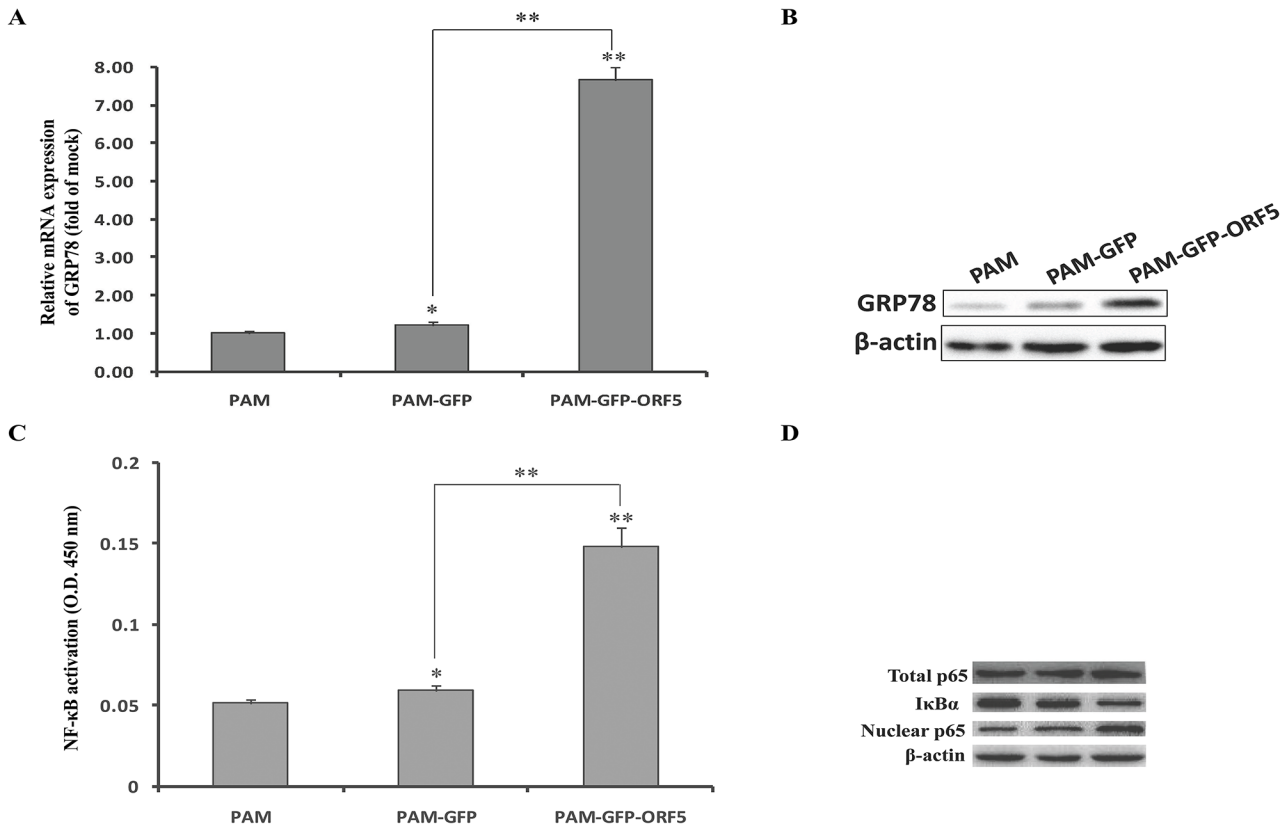 A
B
**
**
*
8.00
7.00
6.00
5.00
4.00
3.00
2.00
1.00
0.00
Relative mRNA expression
of GRP78 (fold of mock)
PAM
PAM-GFP
PAM-GFP-ORF5
PAM
PAM-GFP
PAM-GFP-ORF5
GRP78
β-actin
C
D
**
**
*
0.2
0.15
0.1
0.05
0
NF-κB activation (O.D. 450 nm)
PAM
PAM-GFP
PAM-GFP-ORF5
Total p65
IκBα
Nuclear p65
β-actin